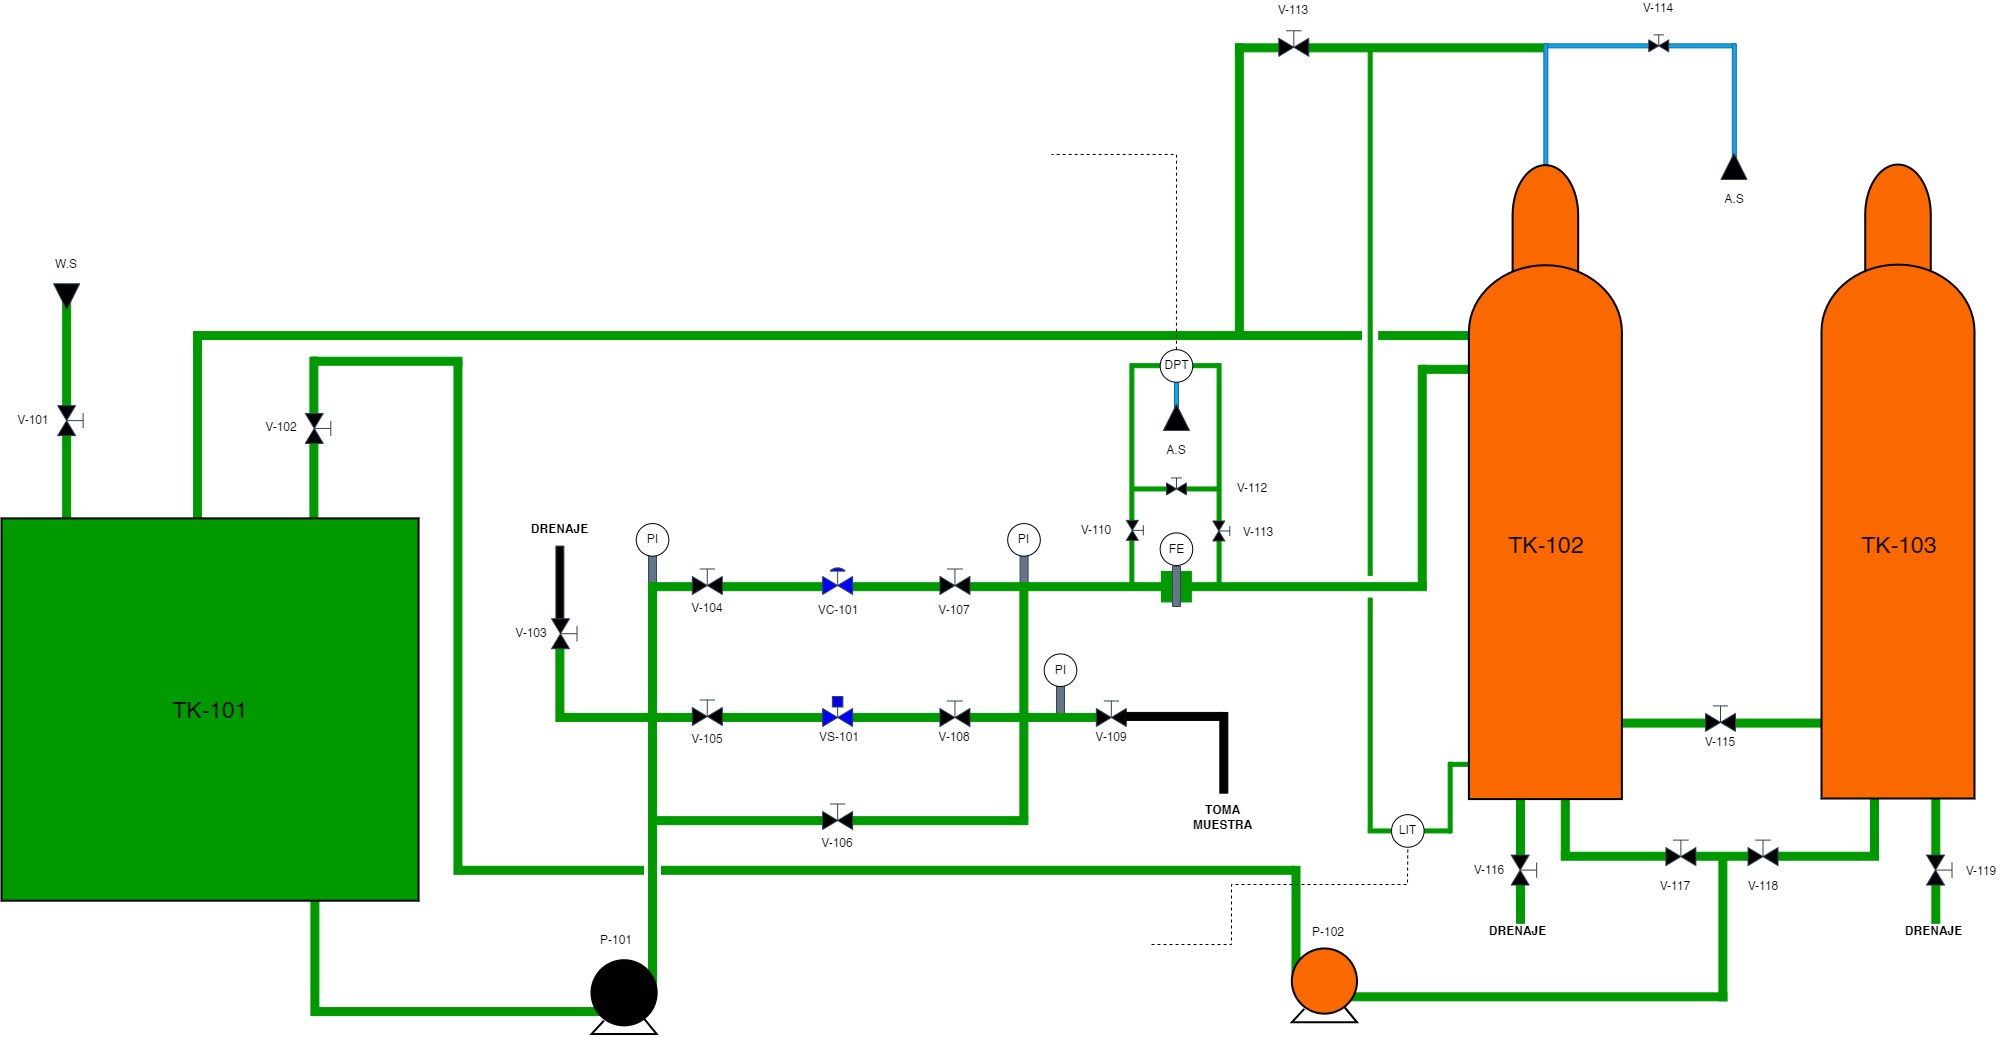 V-113
V-114
A.S
W.S
DPT
V-101
V-102
A.S
V-112
DRENAJE
PI
PI
V-110
V-113
FE
TK-102
TK-103
V-104
VC-101
V-107
V-103
PI
TK-101
V-105
VS-101
V-108
V-109
V-115
TOMA
MUESTRA
LIT
V-106
V-116
V-117
V-118
V-119
DRENAJE
DRENAJE
P-101
P-102